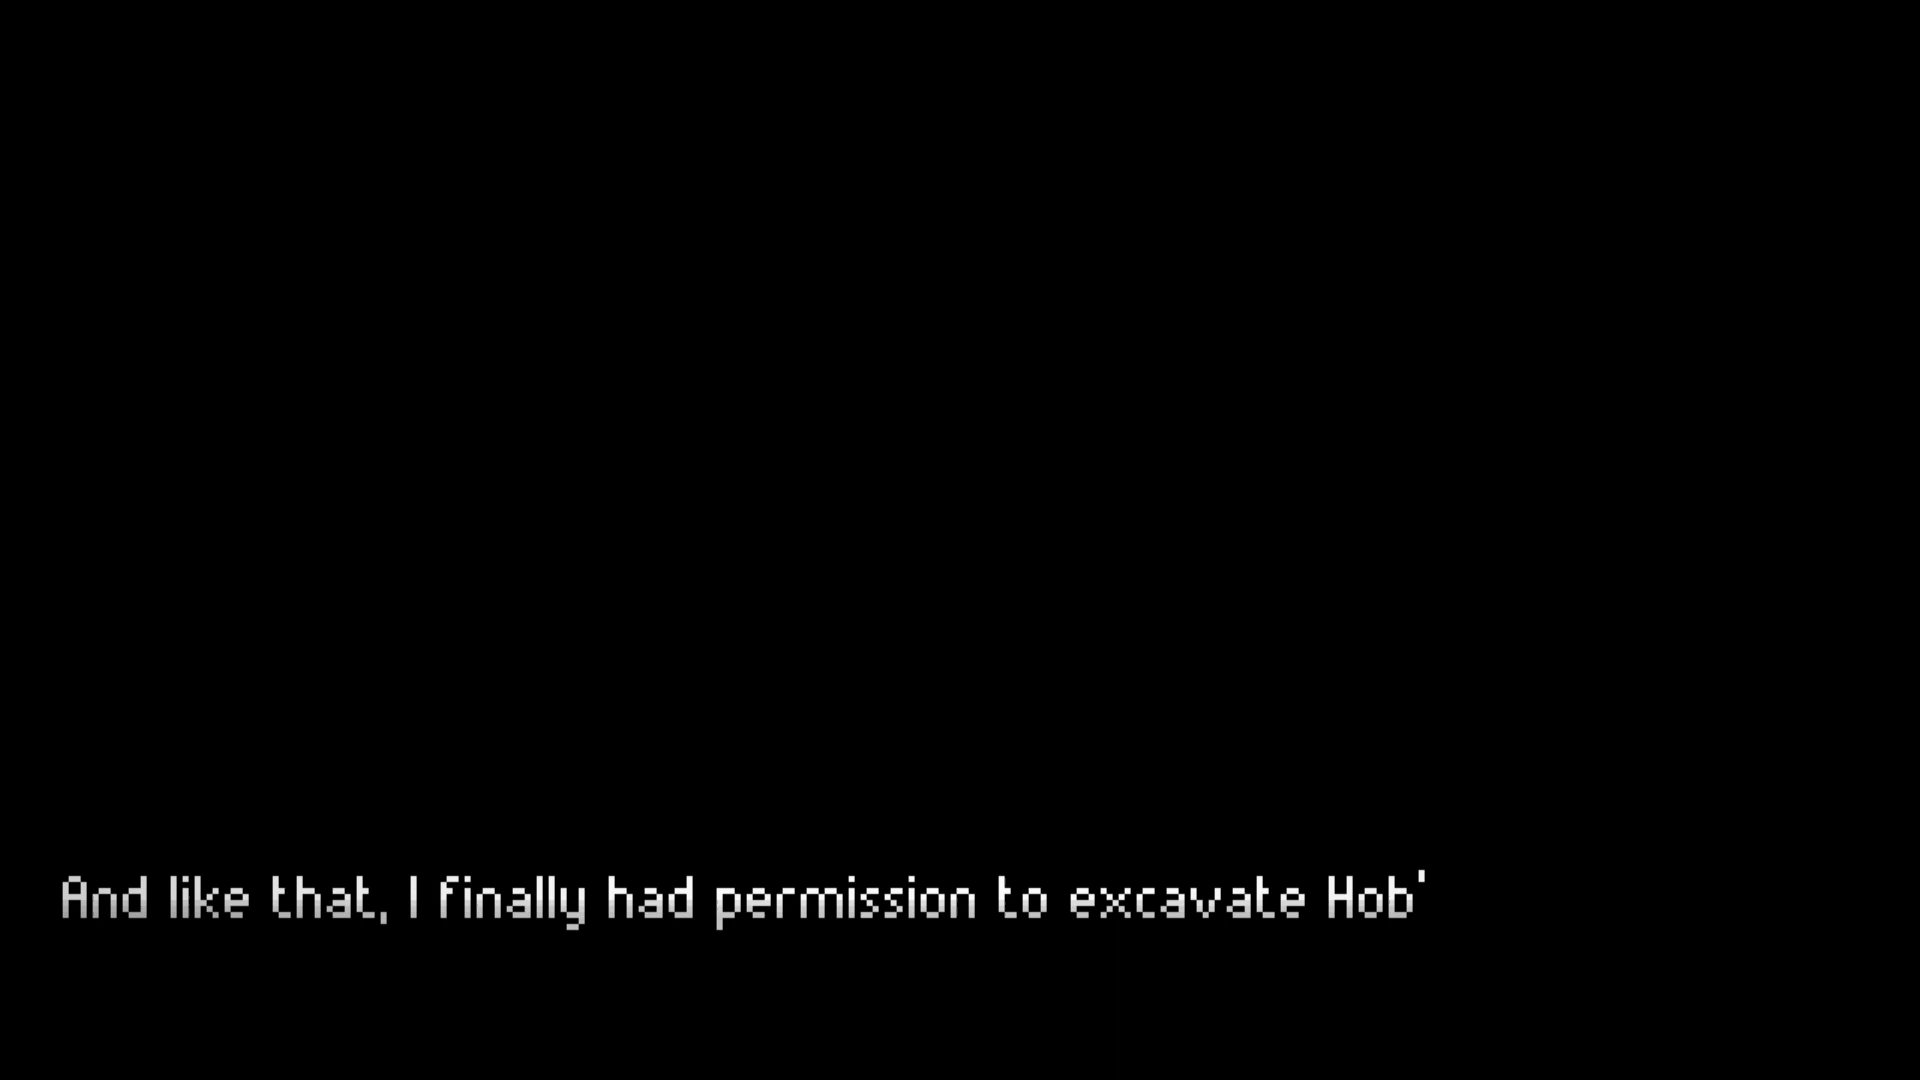 And like that, I finally had permission to excavate Hob'